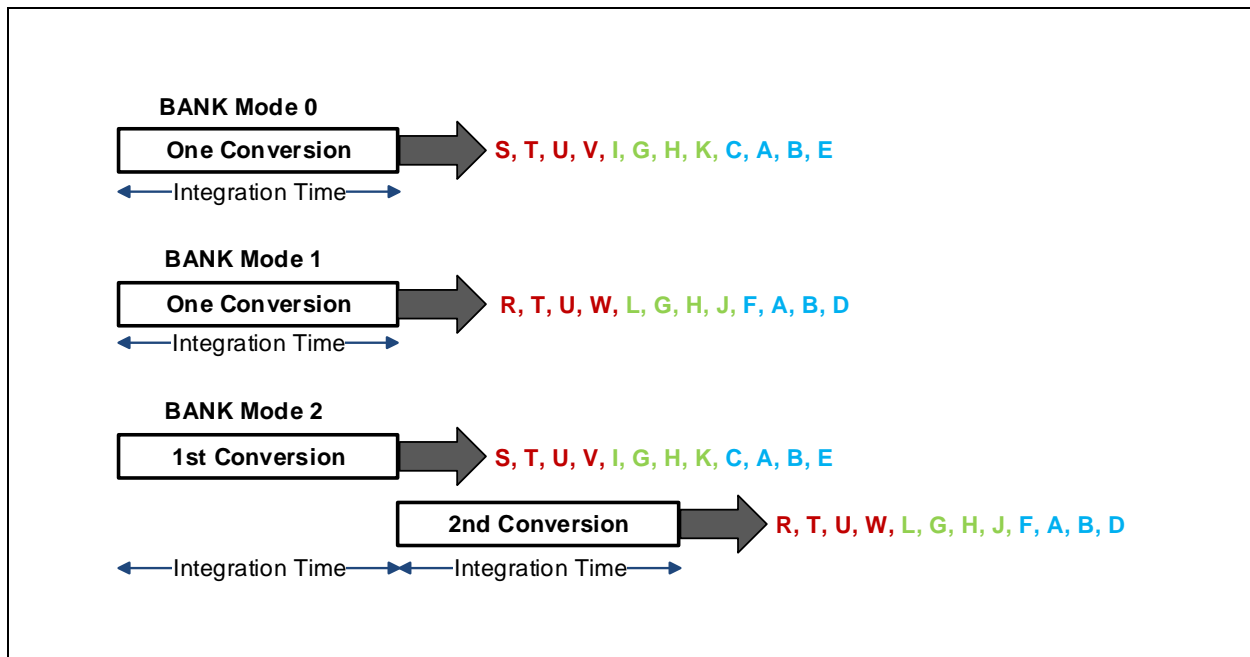 BANK Mode 0
One Conversion
S, T, U, V, I, G, H, K, C, A, B, E
Integration Time
BANK Mode 1
One Conversion
R, T, U, W, L, G, H, J, F, A, B, D
Integration Time
BANK Mode 2
1st Conversion
S, T, U, V, I, G, H, K, C, A, B, E
2nd Conversion
R, T, U, W, L, G, H, J, F, A, B, D
Integration Time
Integration Time